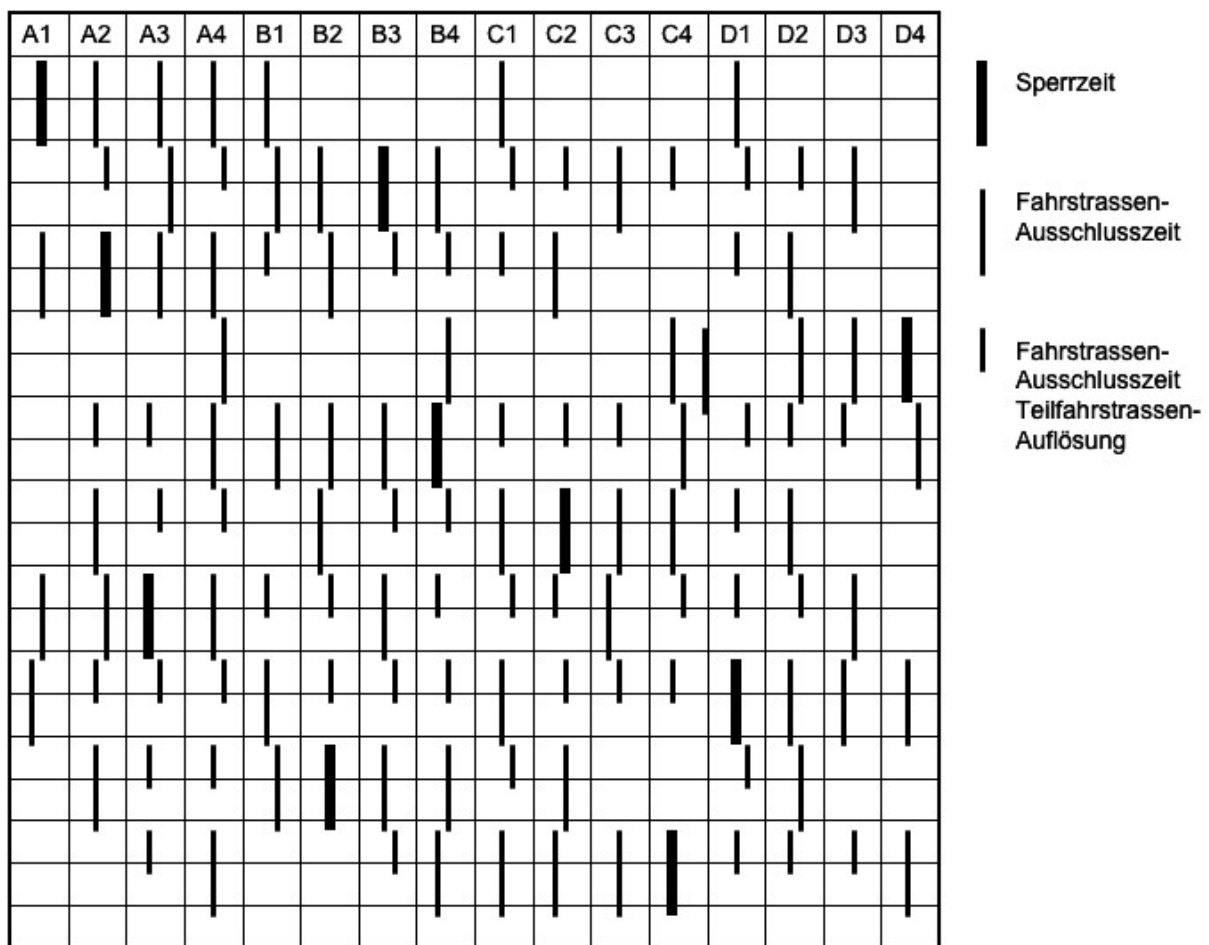 A1 A2 A3 A4 B1 B2 B3 B4 C1 C2 C3 C4 D1 D2 D3 D4
Sperrzeit
Fahrstrassen-
Ausschlusszeit
Fahrstrassen-
Ausschlusszeit
Teilfahrstrassen-
Auflösung